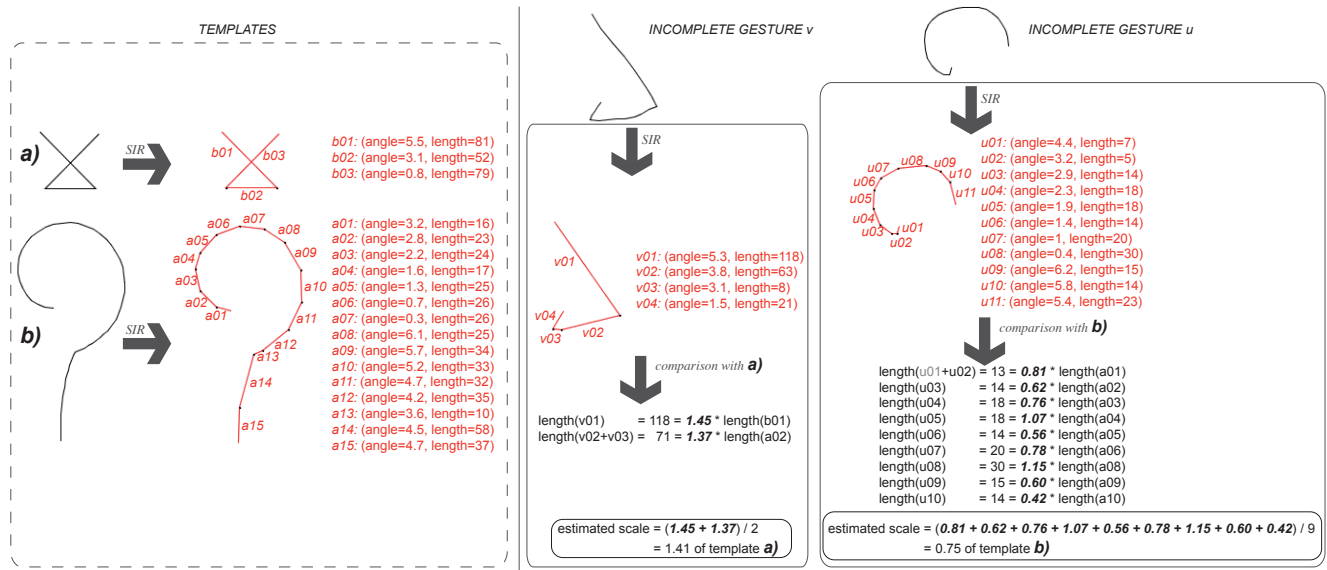 TEMPLATES
a)
SIR
b01
b03
b02
b01: (angle=5.5, length=81)
b02: (angle=3.1, length=52)
b03: (angle=0.8, length=79)
b)
SIR
a07
a06
a08
a05
a09
a04
a03
a10
a02
a01
a11
a12
a13
a14
a15
a01: (angle=3.2, length=16)
a02: (angle=2.8, length=23)
a03: (angle=2.2, length=24)
a04: (angle=1.6, length=17)
a05: (angle=1.3, length=25)
a06: (angle=0.7, length=26)
a07: (angle=0.3, length=26)
a08: (angle=6.1, length=25)
a09: (angle=5.7, length=34)
a10: (angle=5.2, length=33)
a11: (angle=4.7, length=32)
a12: (angle=4.2, length=35)
a13: (angle=3.6, length=10)
a14: (angle=4.5, length=58)
a15: (angle=4.7, length=37)
INCOMPLETE GESTURE v
SIR
v01
v04
v03
v02
v01: (angle=5.3, length=118)
v02: (angle=3.8, length=63)
v03: (angle=3.1, length=8)
v04: (angle=1.5, length=21)
comparison with a)
length(v01) = 118 = 1.45 * length(b01)
length(v02+v03) = 71 = 1.37 * length(a02)
estimated scale = (1.45 + 1.37) / 2
= 1.41 of template a)
INCOMPLETE GESTURE u
SIR
u08
u09
u07
u10
u06
u11
u05
u04
u01
u03
u02
u01: (angle=4.4, length=7)
u02: (angle=3.2, length=5)
u03: (angle=2.9, length=14)
u04: (angle=2.3, length=18)
u05: (angle=1.9, length=18)
u06: (angle=1.4, length=14)
u07: (angle=1, length=20)
u08: (angle=0.4, length=30)
u09: (angle=6.2, length=15)
u10: (angle=5.8, length=14)
u11: (angle=5.4, length=23)
comparison with b)
length(u01+u02) = 13 = 0.81 * length(a01)
length(u03) = 14 = 0.62 * length(a02)
length(u04) = 18 = 0.76 * length(a03)
length(u05) = 18 = 1.07 * length(a04)
length(u06) = 14 = 0.56 * length(a05)
length(u07) = 20 = 0.78 * length(a06)
length(u08) = 30 = 1.15 * length(a08)
length(u09) = 15 = 0.60 * length(a09)
length(u10) = 14 = 0.42 * length(a10)
estimated scale = (0.81 + 0.62 + 0.76 + 1.07 + 0.56 + 0.78 + 1.15 + 0.60 + 0.42) / 9
= 0.75 of template b)